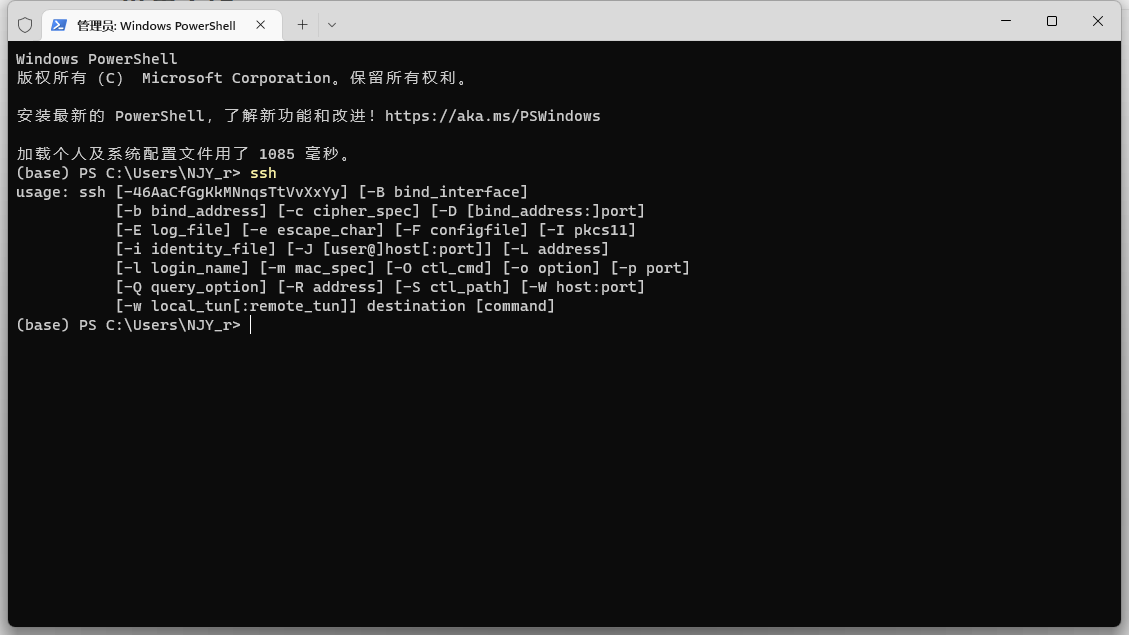 管理员: Windows PowerShell
Windows PowerShell
版权所有 (C)  Microsoft Corporation。保留所有权利。
安装最新的 PowerShell，了解新功能和改进！https://aka.ms/PSWindows
加载个人及系统配置文件用了 1085 毫秒。
(base) PS C:\Users\NJY_r> ssh
usage: ssh [-46AaCfGgKkMNnqsTtVvXxYy] [-B bind_interface]
           [-b bind_address] [-c cipher_spec] [-D [bind_address:]port]
           [-E log_file] [-e escape_char] [-F configfile] [-I pkcs11]
           [-i identity_file] [-J [user@]host[:port]] [-L address]
           [-l login_name] [-m mac_spec] [-O ctl_cmd] [-o option] [-p port]
           [-Q query_option] [-R address] [-S ctl_path] [-W host:port]
           [-w local_tun[:remote_tun]] destination [command]
(base) PS C:\Users\NJY_r>